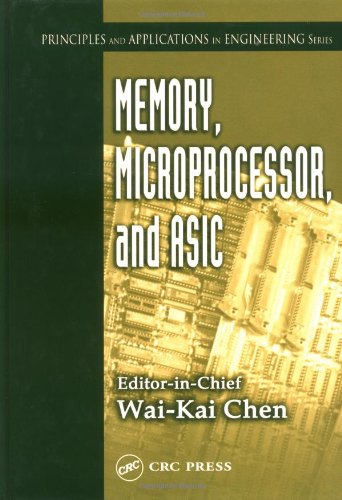 PRINCIPLES AND APPLICATIONS IN ENGINEERING SERIES
MEMORY,
MICROPROCESSOR,
and ASIC
Editor-in-Chief
Wai-Kai Chen
CRC
CRC PRESS